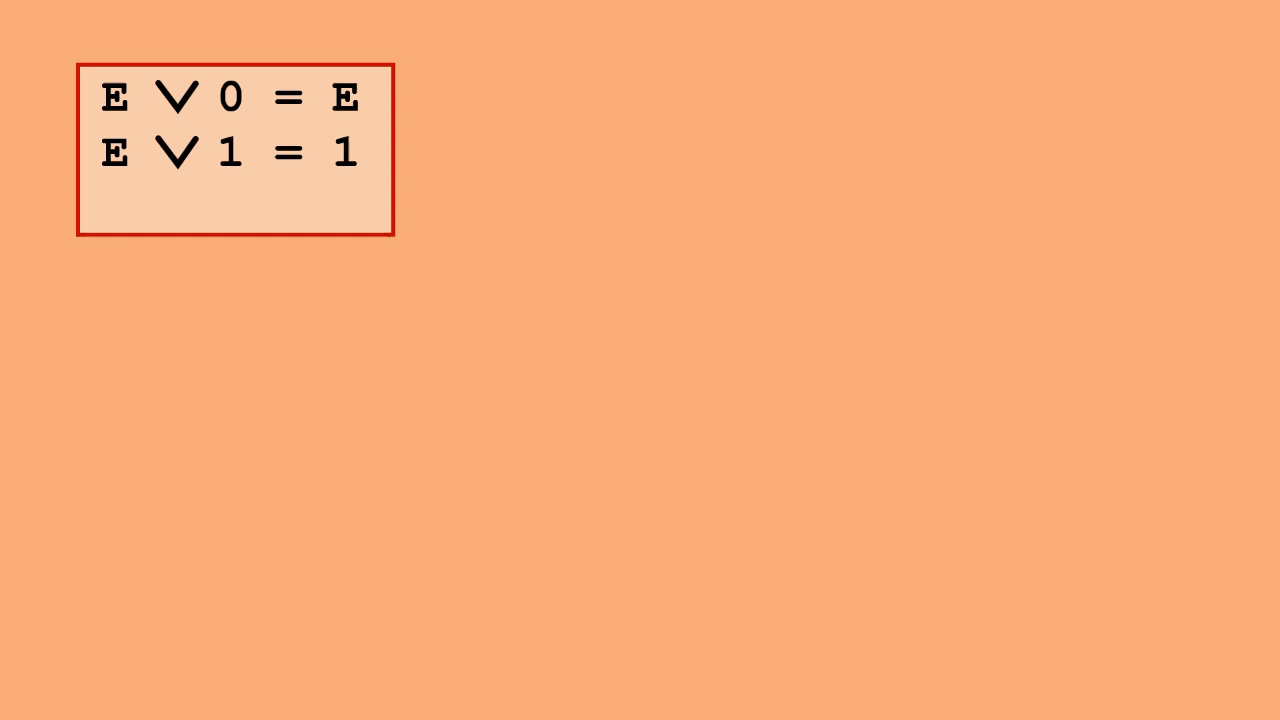 E ∨ 0 = E
E ∨ 1 = 1